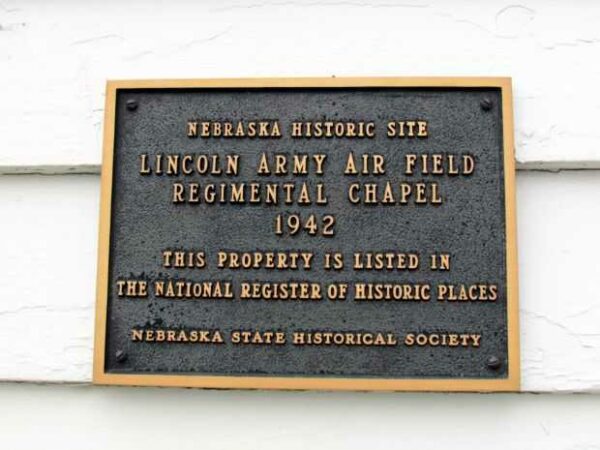 NEBRASKA HISTORIC SITE
LINCOLN ARMY AIR FIELD
REGIMENTAL CHAPEL
1942
THIS PROPERTY IS LISTED IN
THE NATIONAL REGISTER OF HISTORIC PLACES
NEBRASKA STATE HISTORICAL SOCIETY